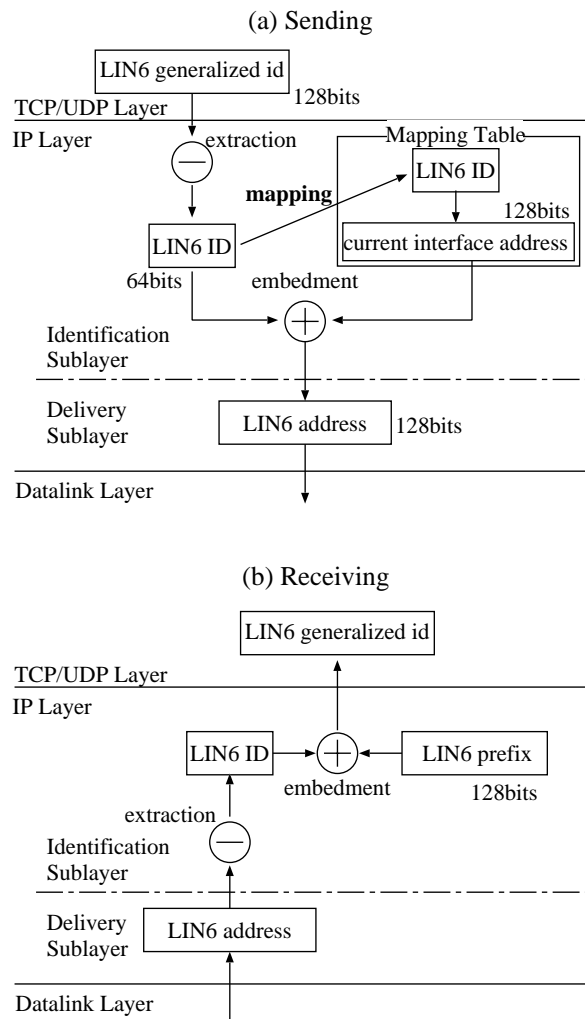 (a) Sending
LIN6 generalized id
128bits
TCP/UDP Layer
IP Layer
extraction
Mapping Table
LIN6 ID
mapping
128bits
current interface address
LIN6 ID
64bits
embedment
Identification
Sublayer
Delivery
Sublayer
LIN6 address
128bits
Datalink Layer
(b) Receiving
LIN6 generalized id
TCP/UDP Layer
IP Layer
LIN6 ID
LIN6 prefix
embedment
128bits
extraction
Identification
Sublayer
Delivery
Sublayer
LIN6 address
Datalink Layer